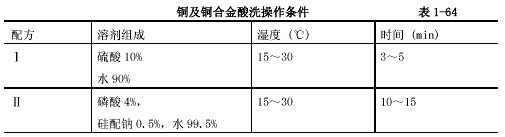 铜及铜合金酸洗操作条件 表 1-64
配方 溶剂组成 湿度 (℃) 时间 (min)
Ⅰ 硫酸 10% 15～30 3～5
水 90%
Ⅱ 磷酸 4%， 15～30 10～15
硅配钠 0.5%，水 99.5%